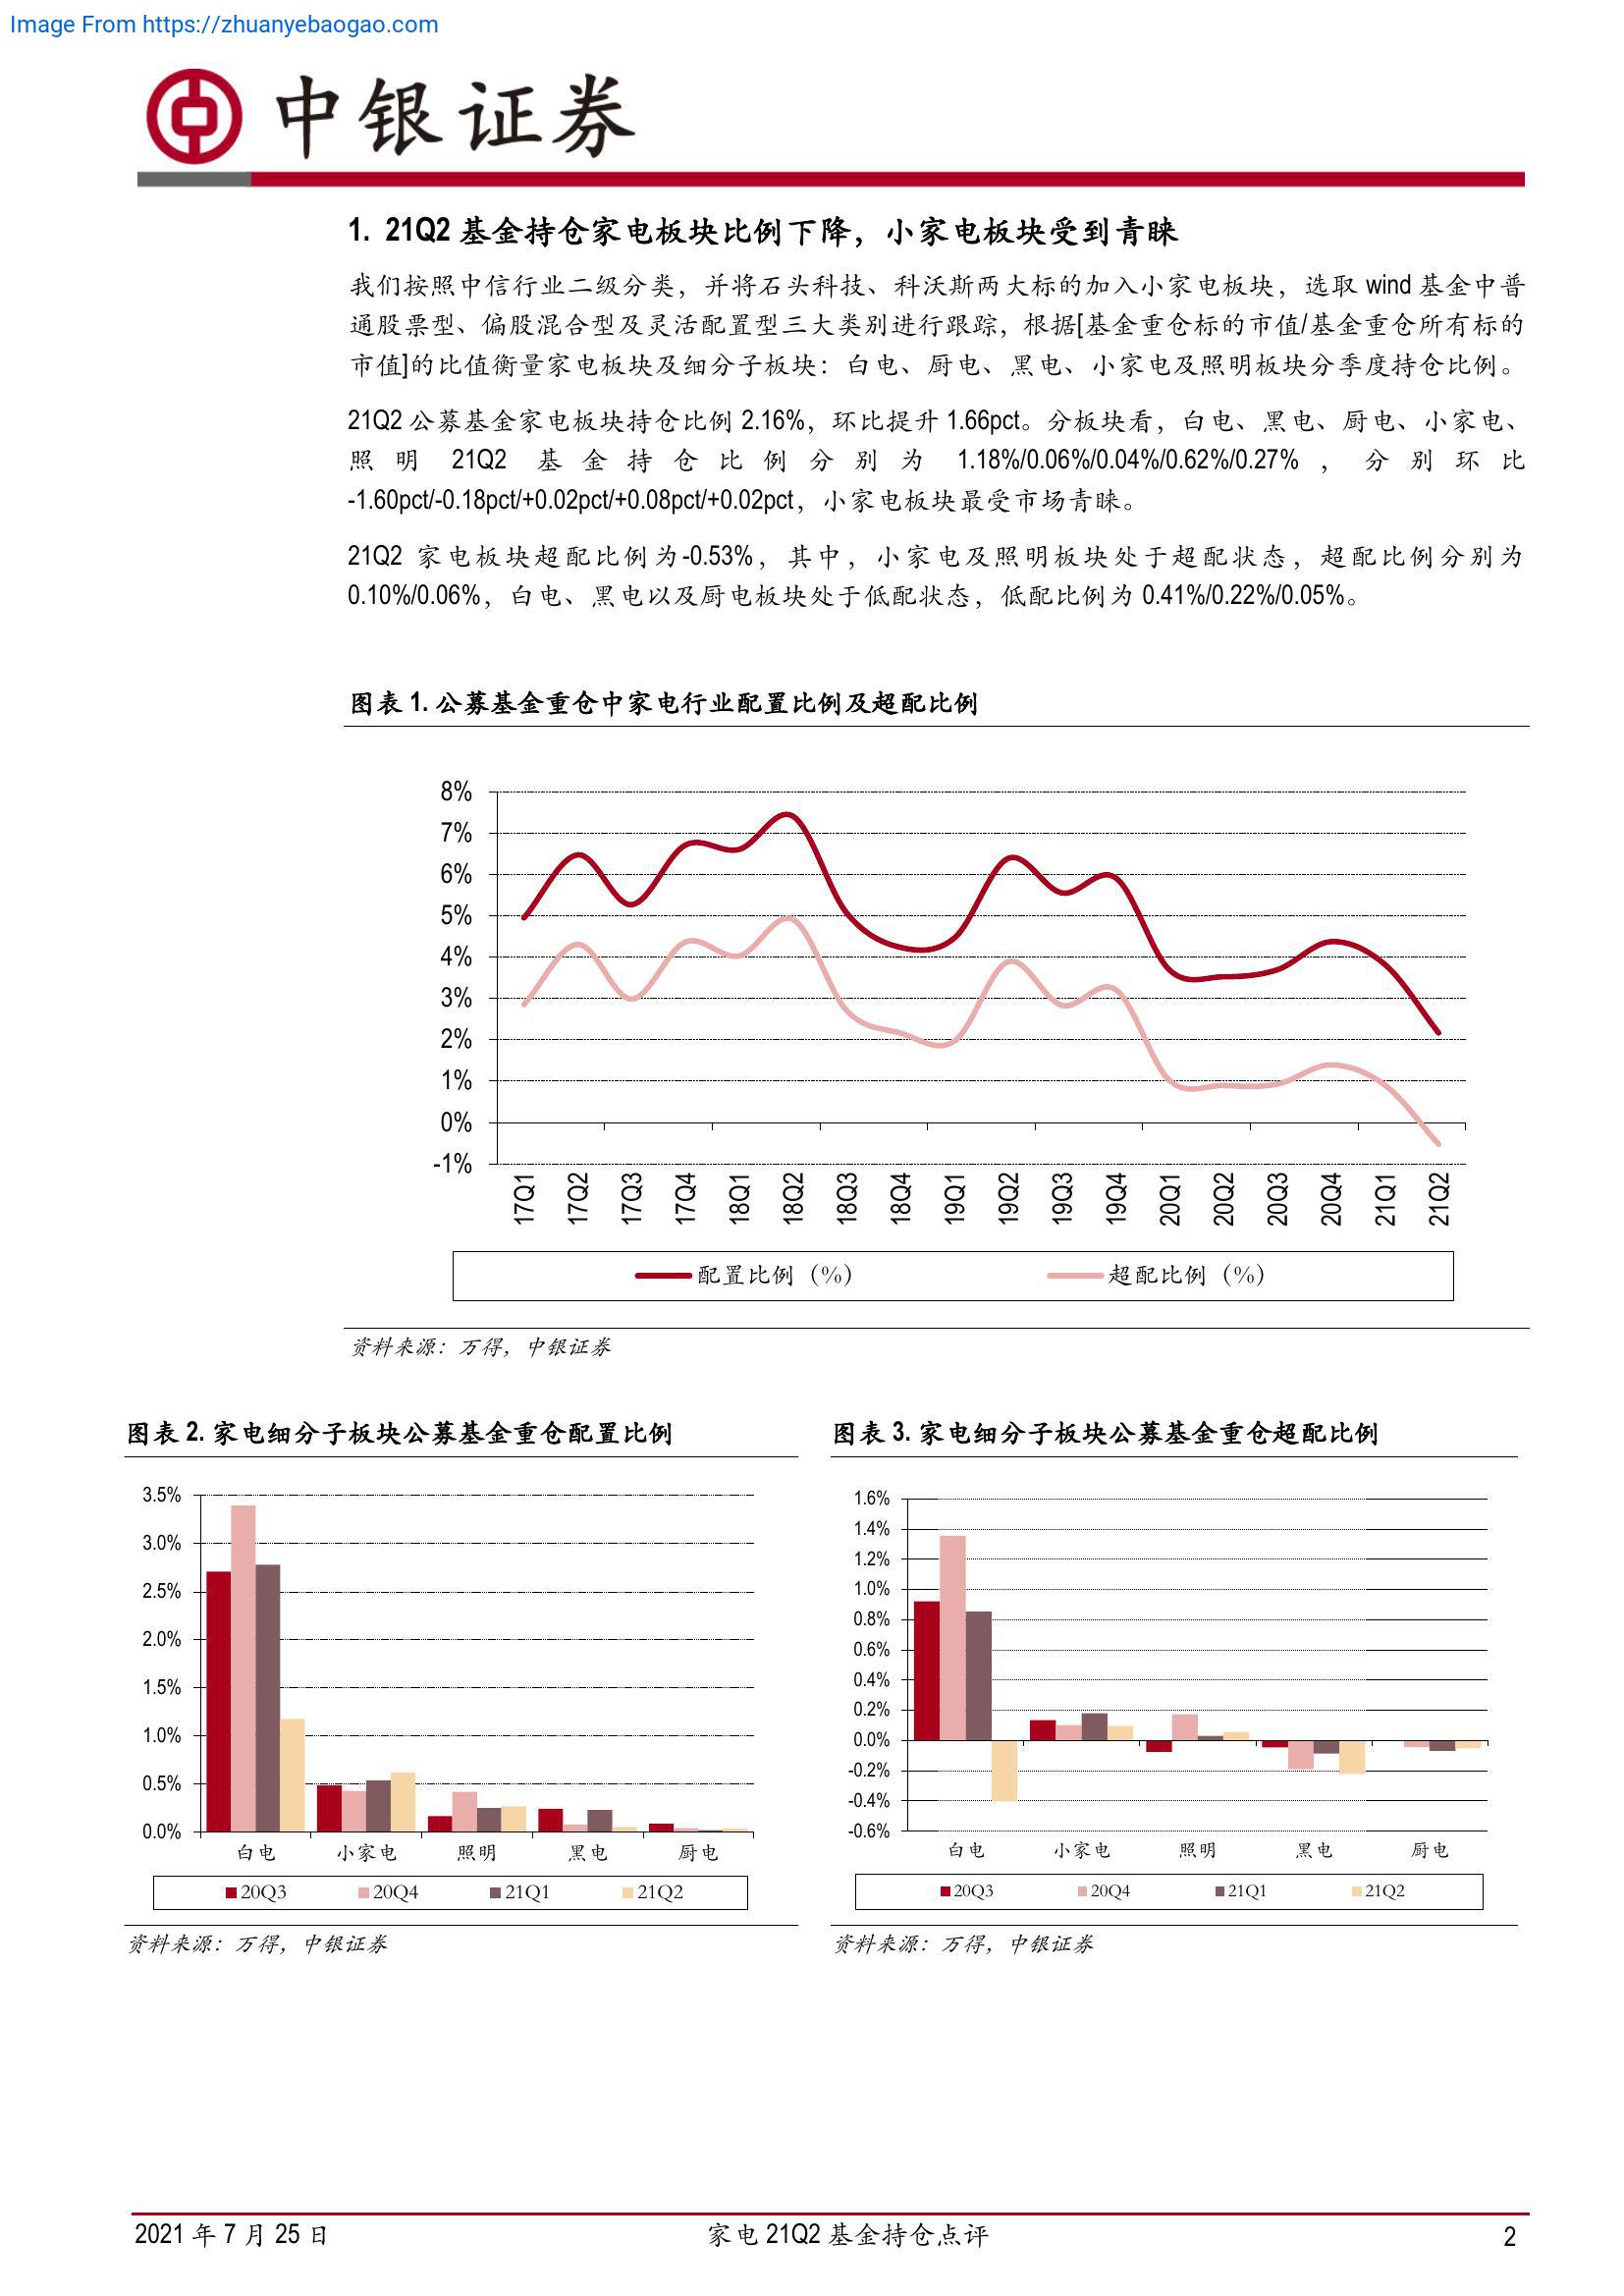 Image From https://zhuanyebaogao.com
中银证券
1. 21Q2 基金持仓家电板块比例下降，小家电板块受到青睐
我们按照中信行业二级分类，并将石头科技、科沃斯两大标的加入小家电板块，选取 wind 基金中普
通股票型、偏股混合型及灵活配置型三大类别进行跟踪，根据[基金重仓标的市值/基金重仓所有标的
市值]的比值衡量家电板块及细分子板块：白电、厨电、黑电、小家电及照明板块分季度持仓比例。
21Q2 公募基金家电板块持仓比例 2.16%，环比提升 1.66pct。分板块看，白电、黑电、厨电、小家电、
照明 21Q2 基金持仓比例分别为 1.18%/0.06%/0.04%/0.62%/0.27%，分别环比
-1.60pct/-0.18pct/+0.02pct/+0.08pct/+0.02pct，小家电板块最受市场青睐。
21Q2 家电板块超配比例为-0.53%，其中，小家电及照明板块处于超配状态，超配比例分别为
0.10%/0.06%，白电、黑电以及厨电板块处于低配状态，低配比例为 0.41%/0.22%/0.05%。
图表 1. 公募基金重仓中家电行业配置比例及超配比例
8%
7%
6%
5%
4%
3%
2%
1%
0%
-1%
17Q1 17Q2 17Q3 17Q4 18Q1 18Q2 18Q3 18Q4 19Q1 19Q2 19Q3 19Q4 20Q1 20Q2 20Q3 20Q4 21Q1 21Q2
配置比例（%） 超配比例（%）
资料来源：万得，中银证券
图表 2. 家电细分子板块公募基金重仓配置比例
3.5%
3.0%
2.5%
2.0%
1.5%
1.0%
0.5%
0.0%
白电 小家电 照明 黑电 厨电
20Q3 20Q4 21Q1 21Q2
资料来源：万得，中银证券
图表 3. 家电细分子板块公募基金重仓超配比例
1.6%
1.4%
1.2%
1.0%
0.8%
0.6%
0.4%
0.2%
0.0%
-0.2%
-0.4%
-0.6%
白电 小家电 照明 黑电 厨电
20Q3 20Q4 21Q1 21Q2
资料来源：万得，中银证券
2021 年 7 月 25 日 家电 21Q2 基金持仓点评 2